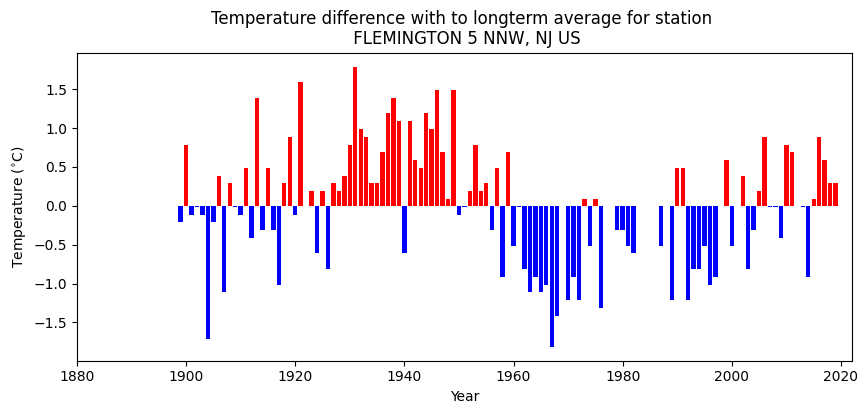 Temperature difference with to longterm average for station
FLEMINGTON 5 NNW, NJ US
Temperature (°C)
1.5
1.0
0.5
0.0
−0.5
−1.0
−1.5
1880 1900 1920 1940 1960 1980 2000 2020
Year